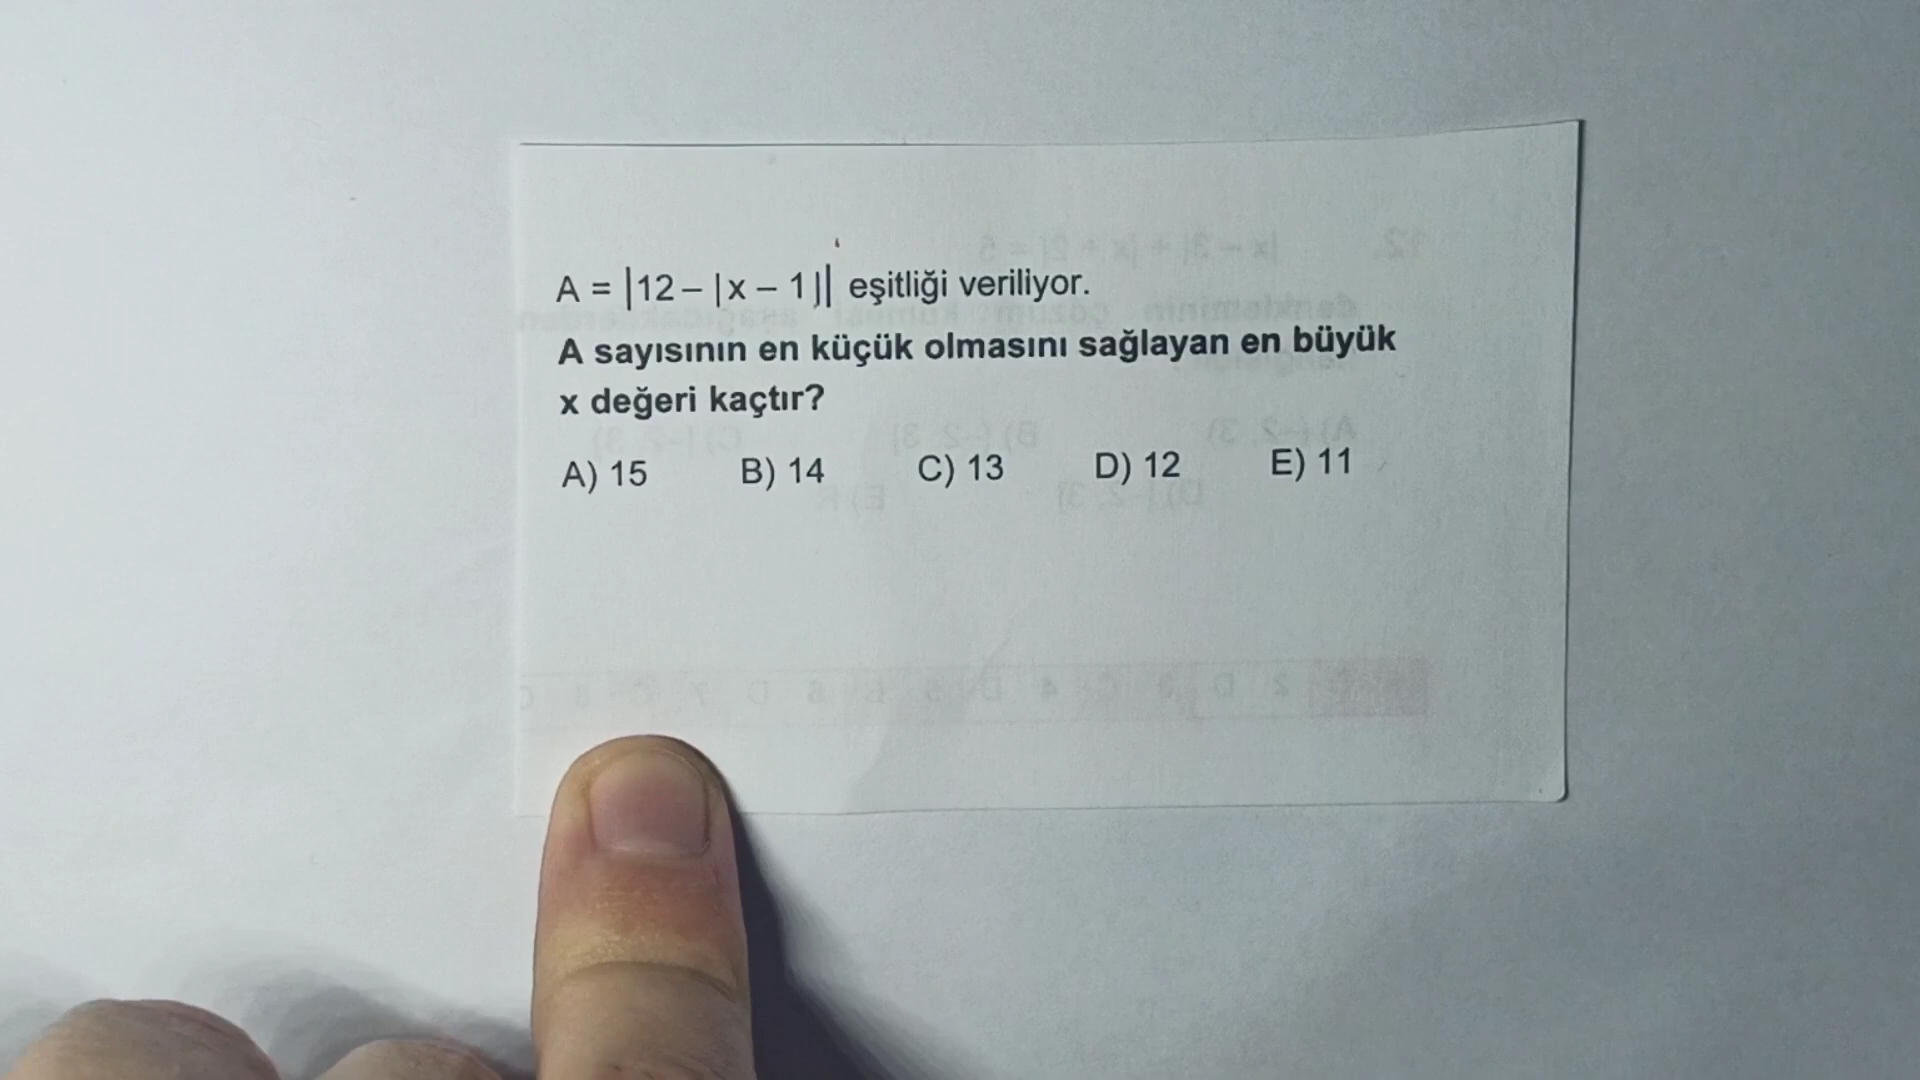 A = |12 – |x – 1|| eşitliği veriliyor.
A sayısının en küçük olmasını sağlayan en büyük
x değeri kaçtır?
A) 15 B) 14 C) 13 D) 12 E) 11